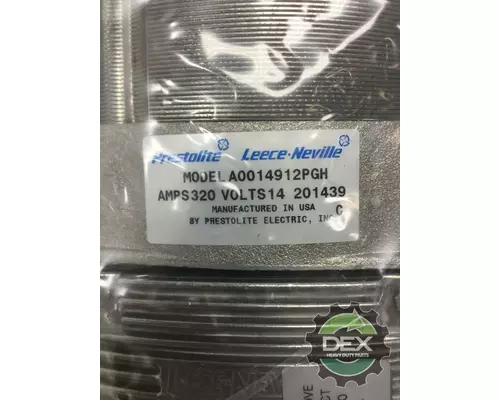 Prestolite Leece-Neville
MODEL A0014912PGH
AMPS320 VOLTS14 201439
MANUFACTURED IN USA C
BY PRESTOLITE ELECTRIC, INC
DEX
HEAVY DUTY PARTS